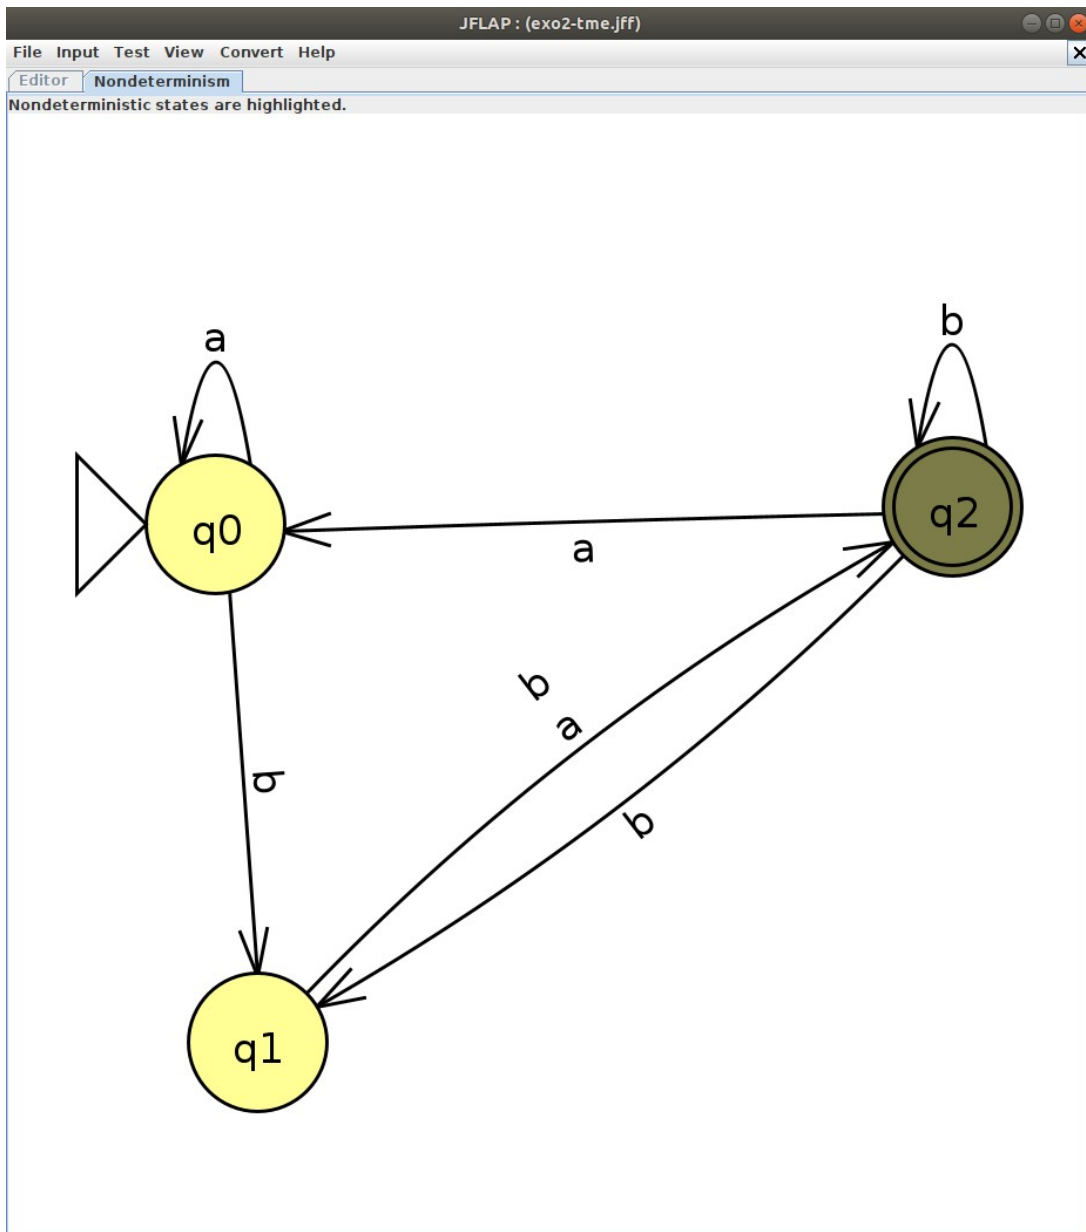 JFLAP : (exo2-tme.jff)
File Input Test View Convert Help
Editor Nondeterminism
Nondeterministic states are highlighted.
b
a
q2
q0
a
b
a
b
b
q1